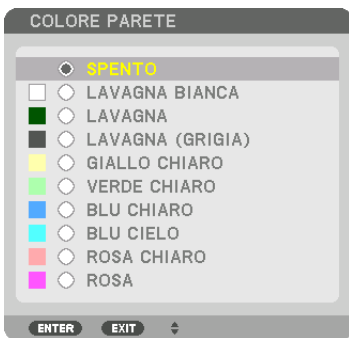 COLORE PARETE
SPENTO
LAVAGNA BIANCA
LAVAGNA
LAVAGNA (GRIGIA)
GIALLO CHIARO
VERDE CHIARO
BLU CHIARO
BLU CIELO
ROSA CHIARO
ROSA
ENTER EXIT